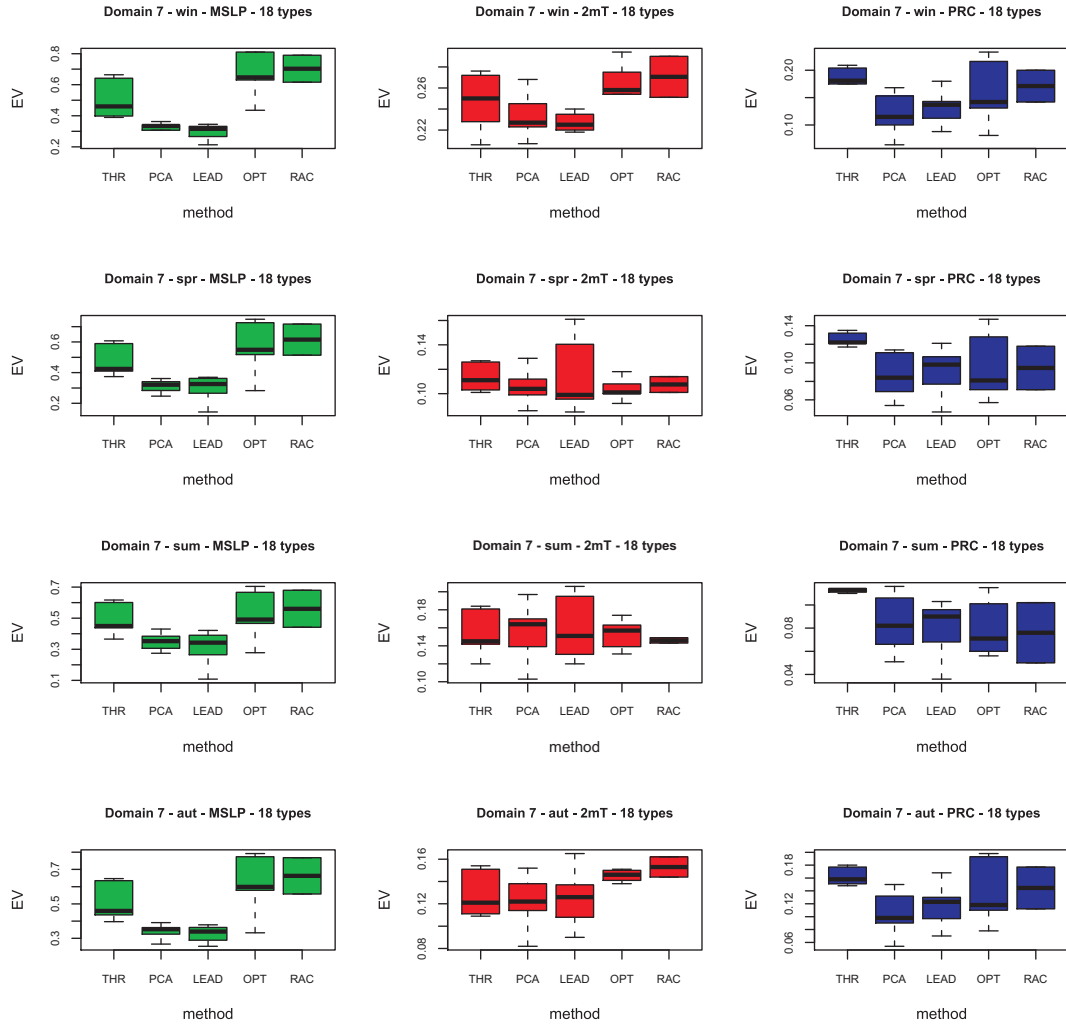 Domain 7 - win - MSLP - 18 types
EV
0.2 0.4 0.6 0.8
THR PCA LEAD OPT RAC
method
Domain 7 - win - 2mT - 18 types
EV
0.22 0.26
THR PCA LEAD OPT RAC
method
Domain 7 - win - PRC - 18 types
EV
0.10 0.20
THR PCA LEAD OPT RAC
method
Domain 7 - spr - MSLP - 18 types
EV
0.2 0.4 0.6
THR PCA LEAD OPT RAC
method
Domain 7 - spr - 2mT - 18 types
EV
0.10 0.14
THR PCA LEAD OPT RAC
method
Domain 7 - spr - PRC - 18 types
EV
0.06 0.10 0.14
THR PCA LEAD OPT RAC
method
Domain 7 - sum - MSLP - 18 types
EV
0.1 0.3 0.5 0.7
THR PCA LEAD OPT RAC
method
Domain 7 - sum - 2mT - 18 types
EV
0.10 0.14 0.18
THR PCA LEAD OPT RAC
method
Domain 7 - sum - PRC - 18 types
EV
0.04 0.08
THR PCA LEAD OPT RAC
method
Domain 7 - aut - MSLP - 18 types
EV
0.3 0.5 0.7
THR PCA LEAD OPT RAC
method
Domain 7 - aut - 2mT - 18 types
EV
0.08 0.12 0.16
THR PCA LEAD OPT RAC
method
Domain 7 - aut - PRC - 18 types
EV
0.06 0.12 0.18
THR PCA LEAD OPT RAC
method